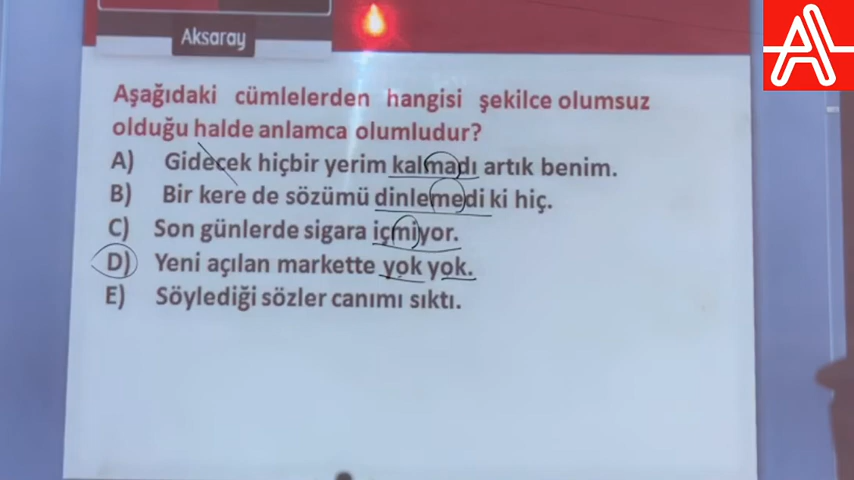 Aksaray
Aşağıdaki cümlelerden hangisi şekilce olumsuz
olduğu halde anlamca olumludur?
A) Gidecek hiçbir yerim kalmadı artık benim.
B) Bir kere de sözümü dinlemedi ki hiç.
C) Son günlerde sigara içmiyor.
D) Yeni açılan markette yok yok.
E) Söylediği sözler canımı sıktı.